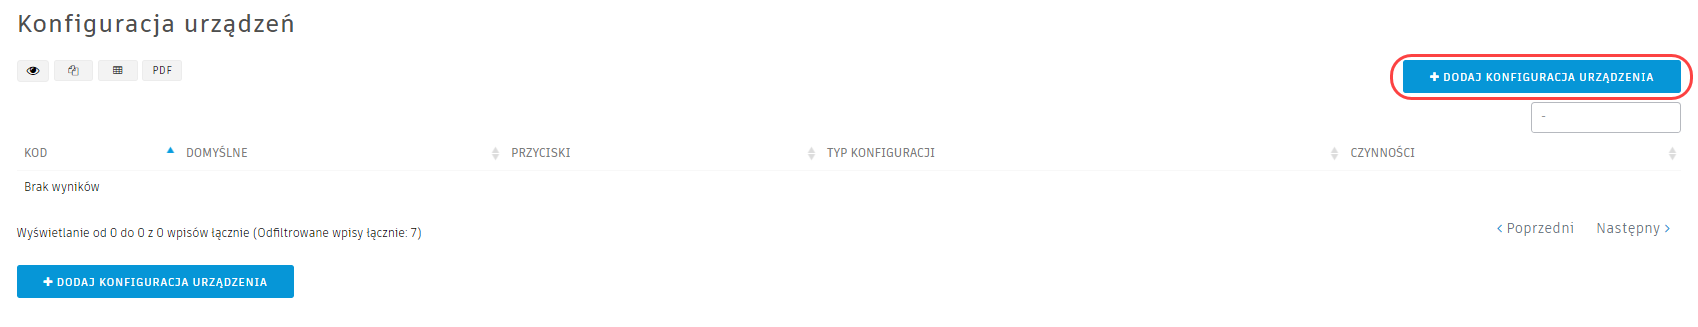 Konfiguracja urządzeń
PDF
+ DODAJ KONFIGURACJA URZĄDZENIA
-
KOD DOMYŚLNE PRZYCISKI TYP KONFIGURACJI CZYNNOŚCI
Brak wyników
Wyświetlanie od 0 do 0 z 0 wpisów łącznie (Odfiltrowane wpisy łącznie: 7)
‹ Poprzedni Następny ›
+ DODAJ KONFIGURACJA URZĄDZENIA